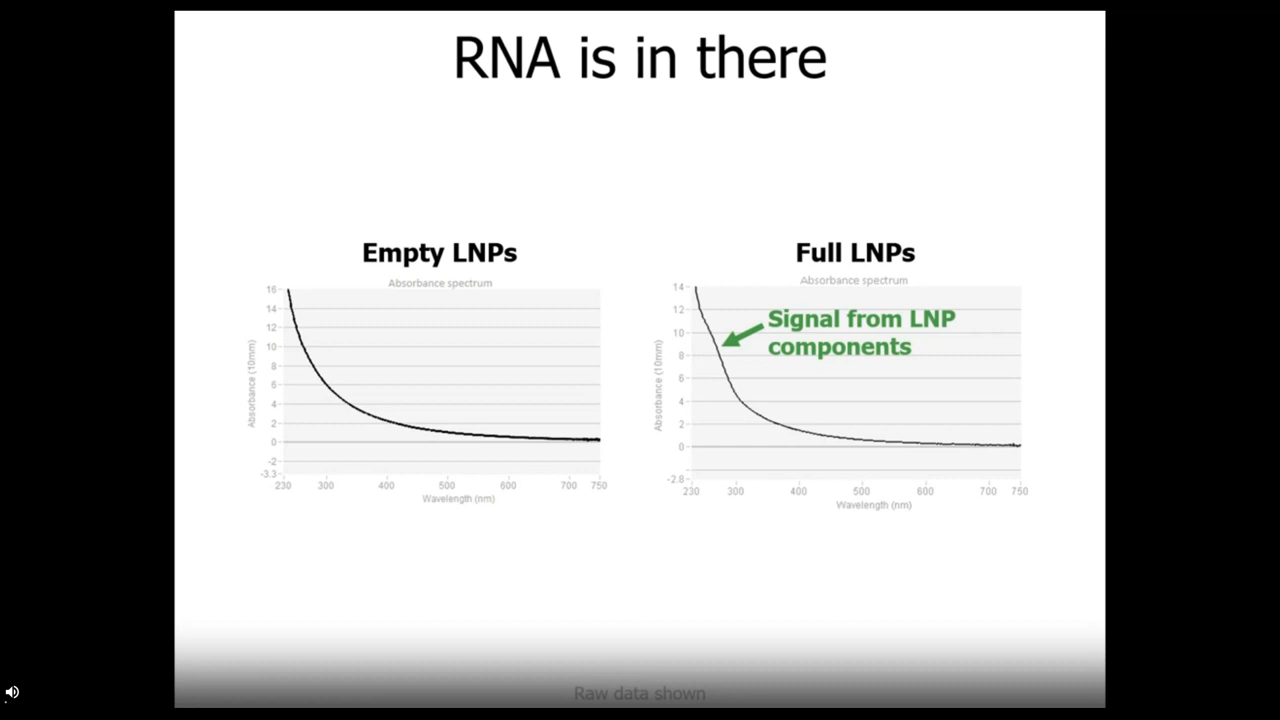 RNA is in there
Empty LNPs
Absorbance spectrum
16
14
12
10
8
6
4
2
0
-2
-3.3
230
300
400
500
600
700
750
Absorbance (10mm)
Wavelength (nm)
Full LNPs
Absorbance spectrum
Signal from LNP
components
14
12
10
8
6
4
2
0
-2.8
230
300
400
500
600
700
750
Absorbance (10mm)
Wavelength (nm)
Raw data shown